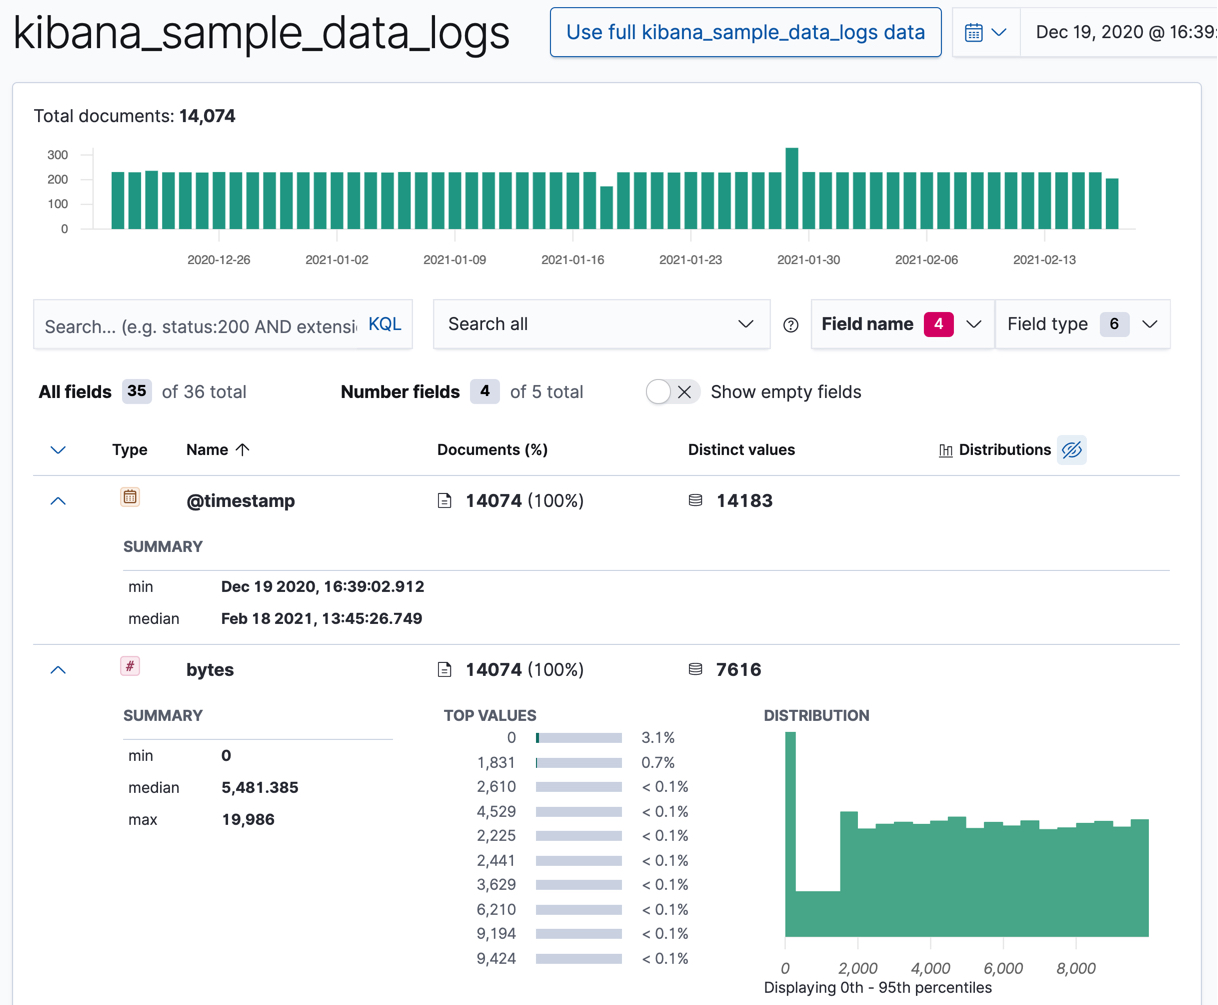 kibana_sample_data_logs
Use full kibana_sample_data_logs data
Dec 19, 2020 @ 16:39:
Total documents: 14,074
300
200
100
0
2020-12-26 2021-01-02 2021-01-09 2021-01-16 2021-01-23 2021-01-30 2021-02-06 2021-02-13
Search... (e.g. status:200 AND extensi KQL
Search all
Field name 4
Field type 6
All fields 35 of 36 total
Number fields 4 of 5 total
Show empty fields
Type Name Documents (%) Distinct values Distributions
@timestamp 14074 (100%) 14183
SUMMARY
min Dec 19 2020, 16:39:02.912
median Feb 18 2021, 13:45:26.749
# bytes 14074 (100%) 7616
SUMMARY
min 0
median 5,481.385
max 19,986
TOP VALUES
0 3.1%
1,831 0.7%
2,610 < 0.1%
4,529 < 0.1%
2,225 < 0.1%
2,441 < 0.1%
3,629 < 0.1%
6,210 < 0.1%
9,194 < 0.1%
9,424 < 0.1%
DISTRIBUTION
0 2,000 4,000 6,000 8,000
Displaying 0th - 95th percentiles